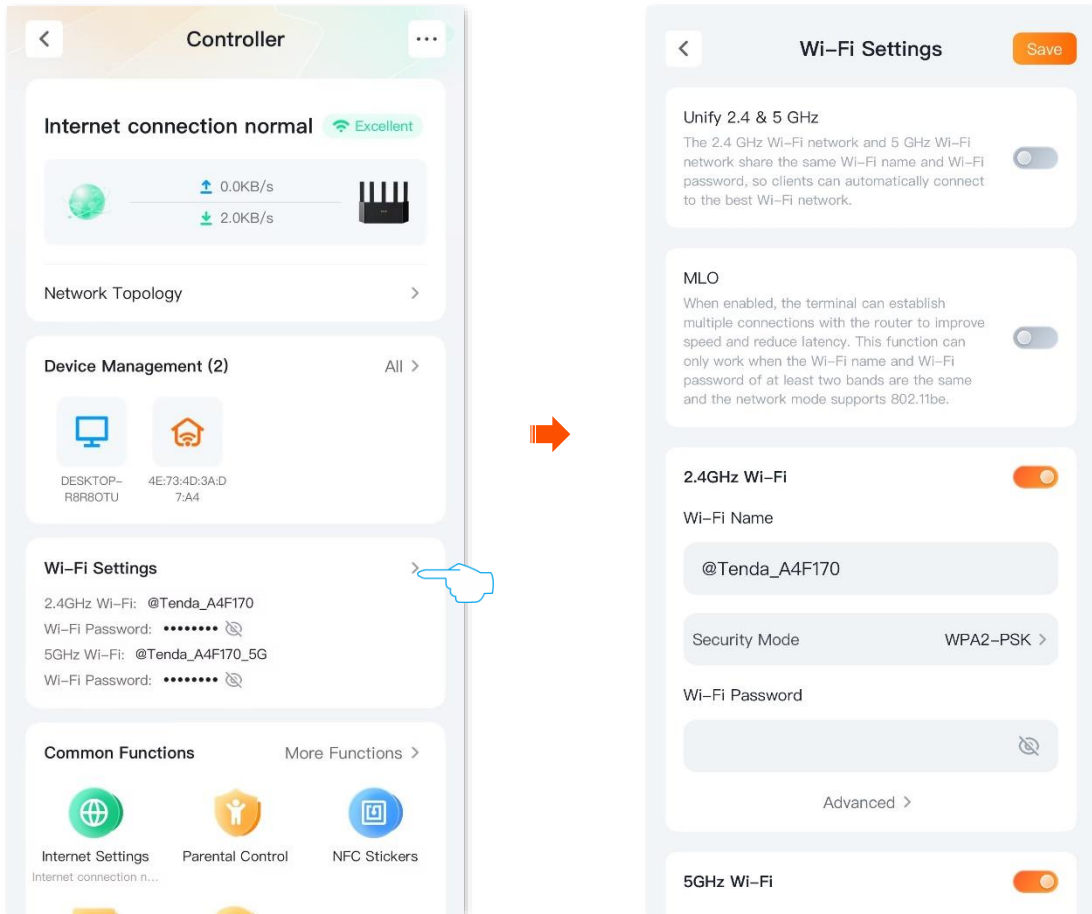 Controller
Internet connection normal
Excellent
0.0KB/s
2.0KB/s
Network Topology
Device Management (2)
All
DESKTOP-
R8R8OTU
4E:73:4D:3A:D
7:A4
Wi-Fi Settings
2.4GHz Wi-Fi: @Tenda_A4F170
Wi-Fi Password: ••••••••
5GHz Wi-Fi: @Tenda_A4F170_5G
Wi-Fi Password: ••••••••
Common Functions
More Functions
Internet Settings
Internet connection n...
Parental Control
NFC Stickers
Wi-Fi Settings
Save
Unify 2.4 & 5 GHz
The 2.4 GHz Wi-Fi network and 5 GHz Wi-Fi
network share the same Wi-Fi name and Wi-Fi
password, so clients can automatically connect
to the best Wi-Fi network.
MLO
When enabled, the terminal can establish
multiple connections with the router to improve
speed and reduce latency. This function can
only work when the Wi-Fi name and Wi-Fi
password of at least two bands are the same
and the network mode supports 802.11be.
2.4GHz Wi-Fi
Wi-Fi Name
@Tenda_A4F170
Security Mode
WPA2-PSK
Wi-Fi Password
Advanced
5GHz Wi-Fi